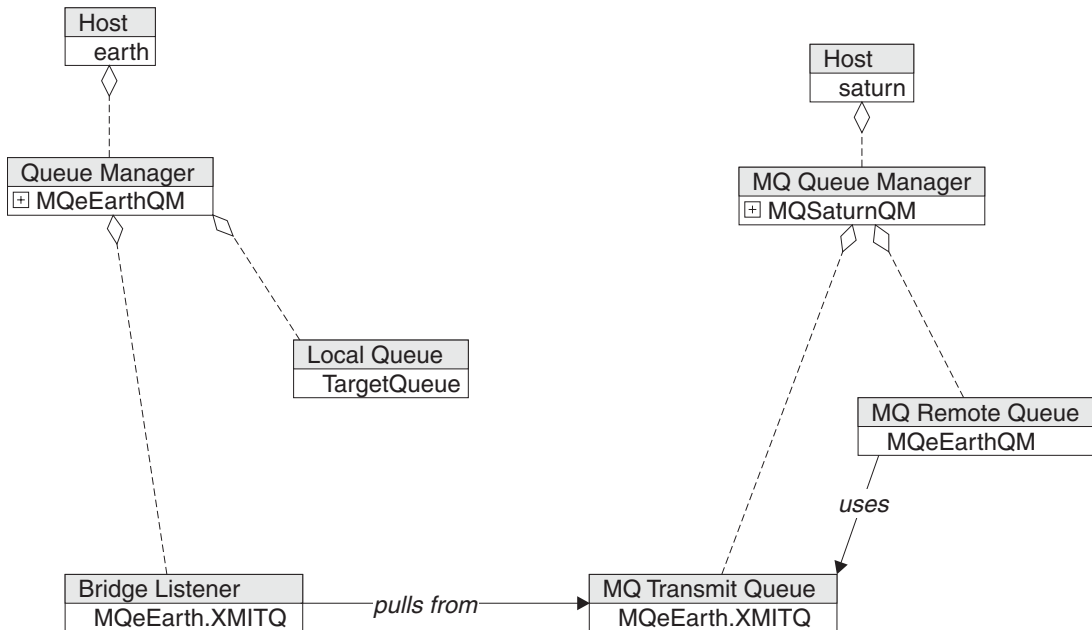 Host
earth
Host
saturn
Queue Manager
MQeEarthQM
MQ Queue Manager
MQSaturnQM
Local Queue
TargetQueue
MQ Remote Queue
MQeEarthQM
uses
Bridge Listener
MQeEarth.XMITQ
pulls from
MQ Transmit Queue
MQeEarth.XMITQ